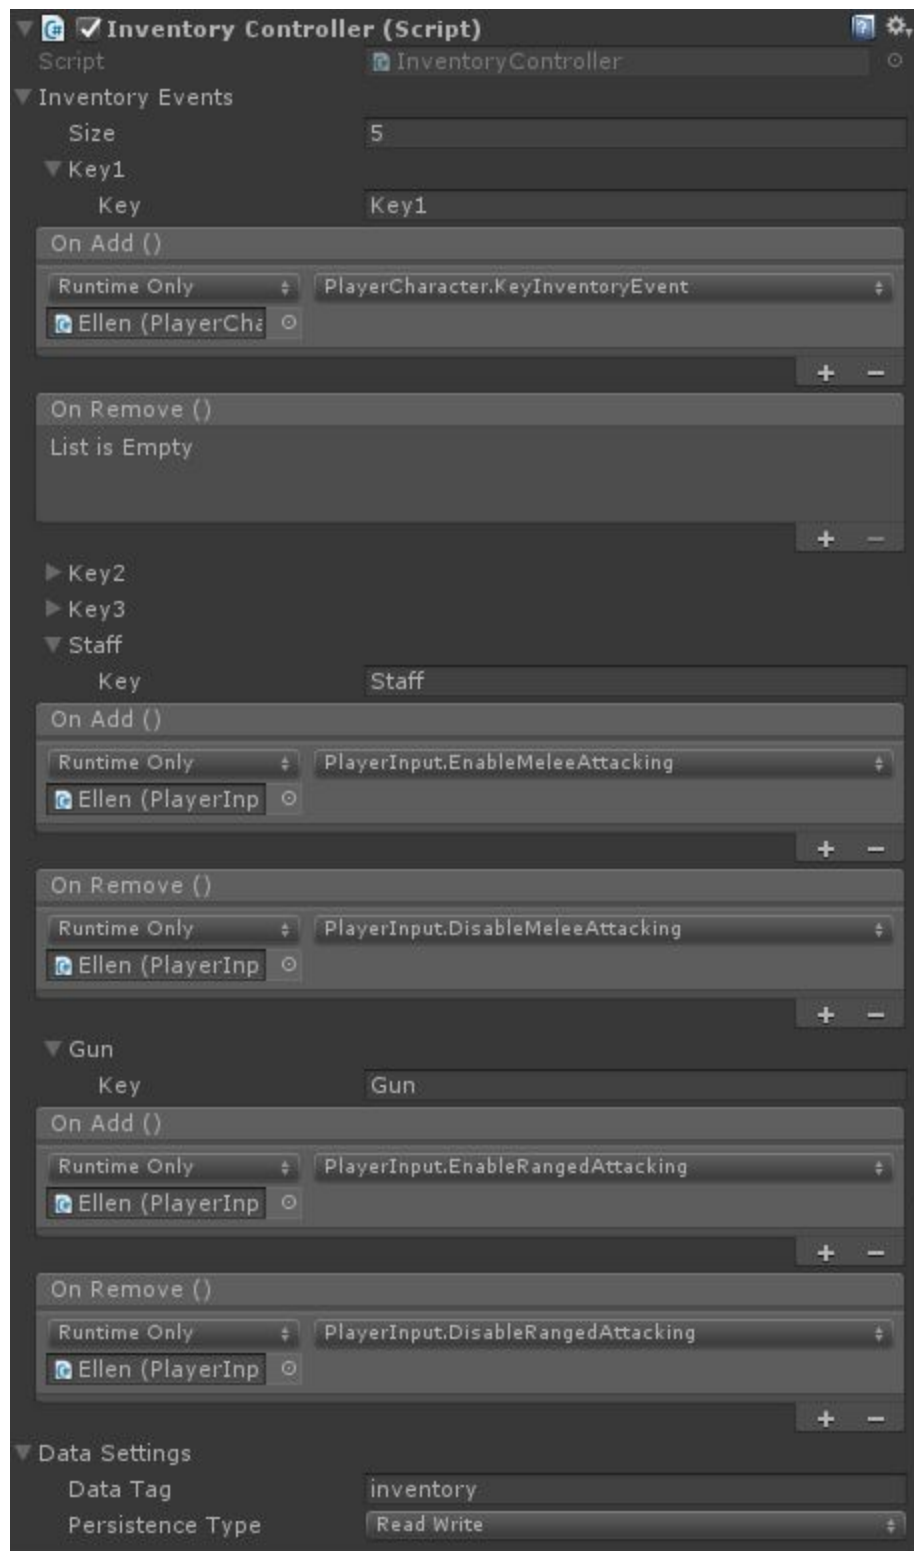 Inventory Controller (Script)
Script InventoryController
Inventory Events
Size 5
Key1
Key Key1
On Add ()
Runtime Only PlayerCharacter.KeyInventoryEvent
Ellen (PlayerCha
On Remove ()
List is Empty
Key2
Key3
Staff
Key Staff
On Add ()
Runtime Only PlayerInput.EnableMeleeAttacking
Ellen (PlayerInp
On Remove ()
Runtime Only PlayerInput.DisableMeleeAttacking
Ellen (PlayerInp
Gun
Key Gun
On Add ()
Runtime Only PlayerInput.EnableRangedAttacking
Ellen (PlayerInp
On Remove ()
Runtime Only PlayerInput.DisableRangedAttacking
Ellen (PlayerInp
Data Settings
Data Tag inventory
Persistence Type Read Write